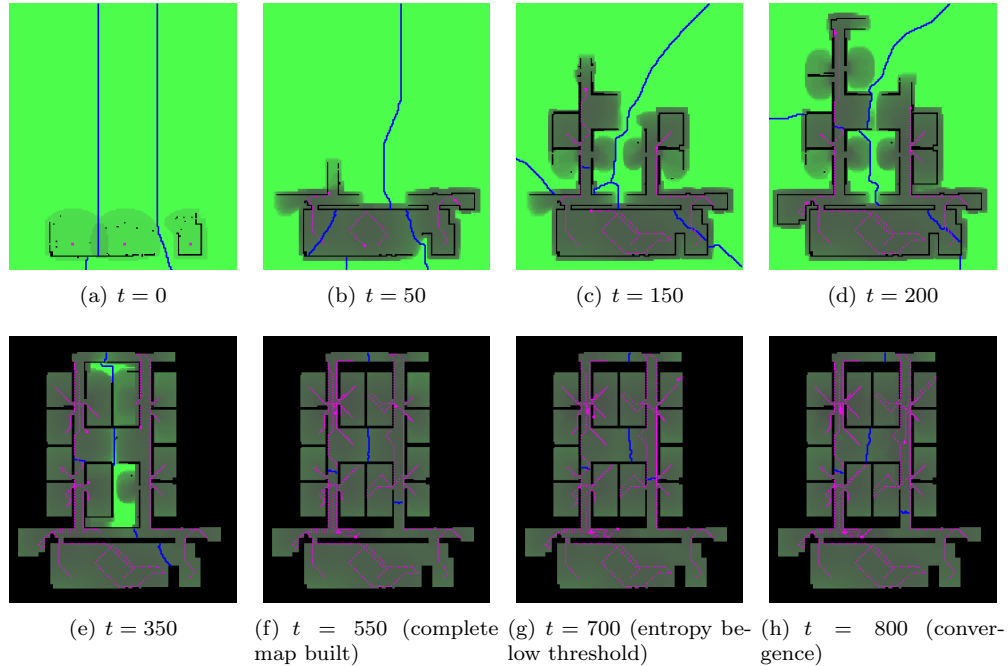 (a) t = 0
(b) t = 50
(c) t = 150
(d) t = 200
(e) t = 350
(f) t = 550 (complete
map built)
(g) t = 700 (entropy be-
low threshold)
(h) t = 800 (conver-
gence)